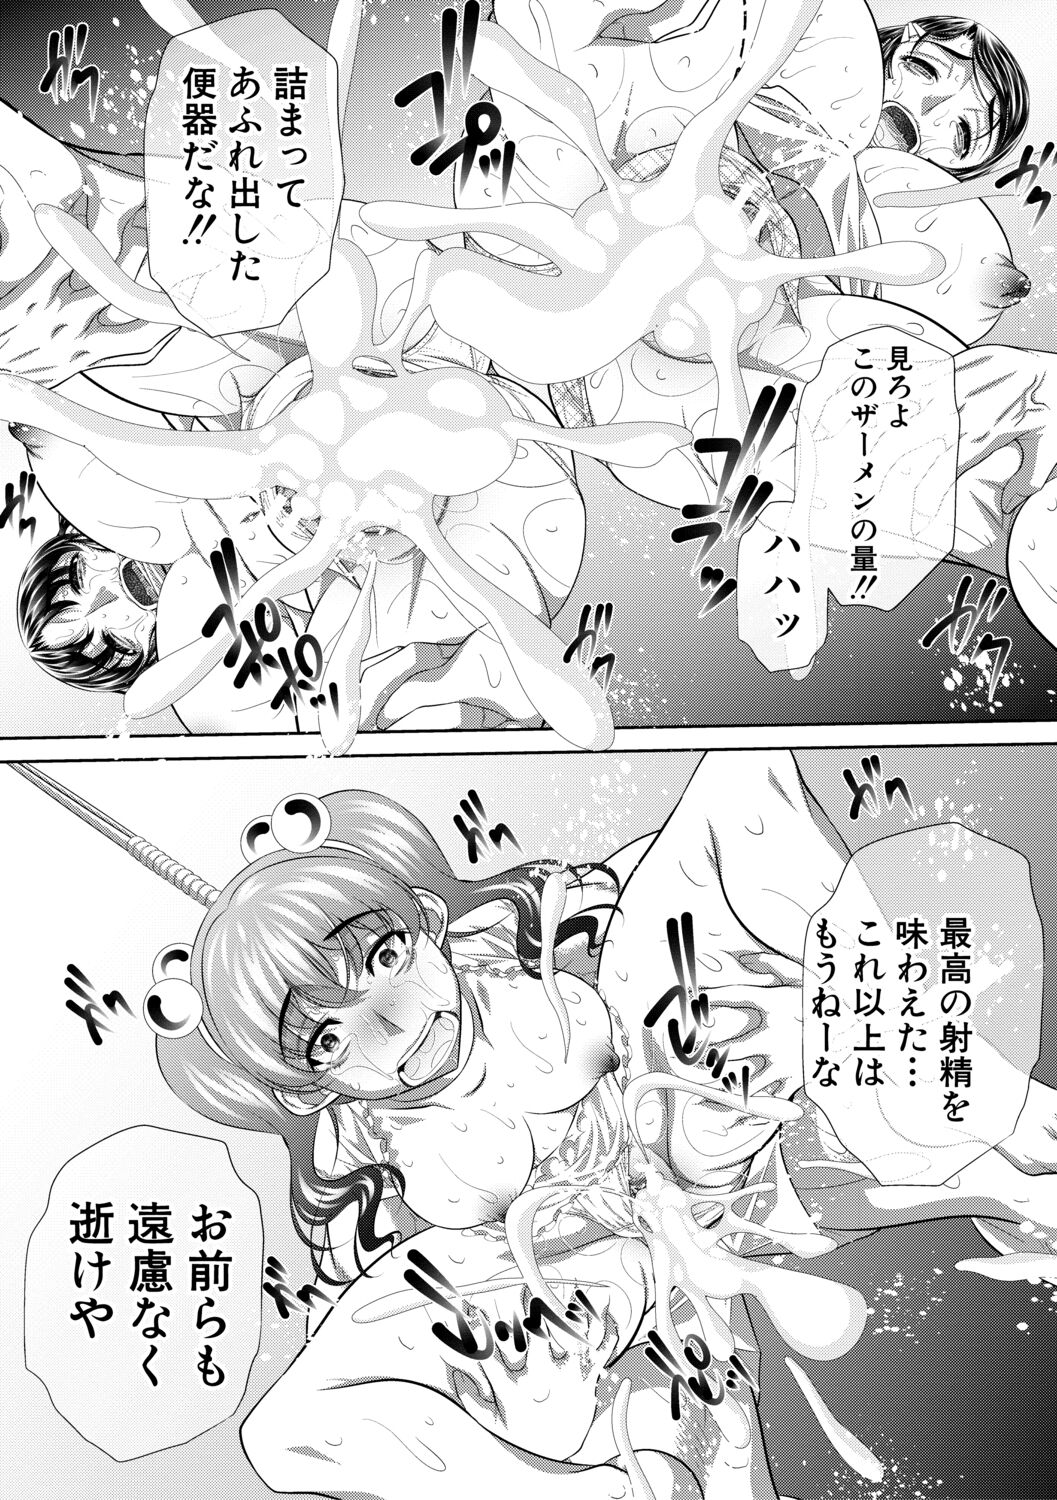 詰まって
あふれ出した
便器だな!!
見ろよ
このザーメンの量!!
ハハッ
最高の射精を
味わえた…
これ以上は
もうねーな
お前らも
遠慮なく
逝けや